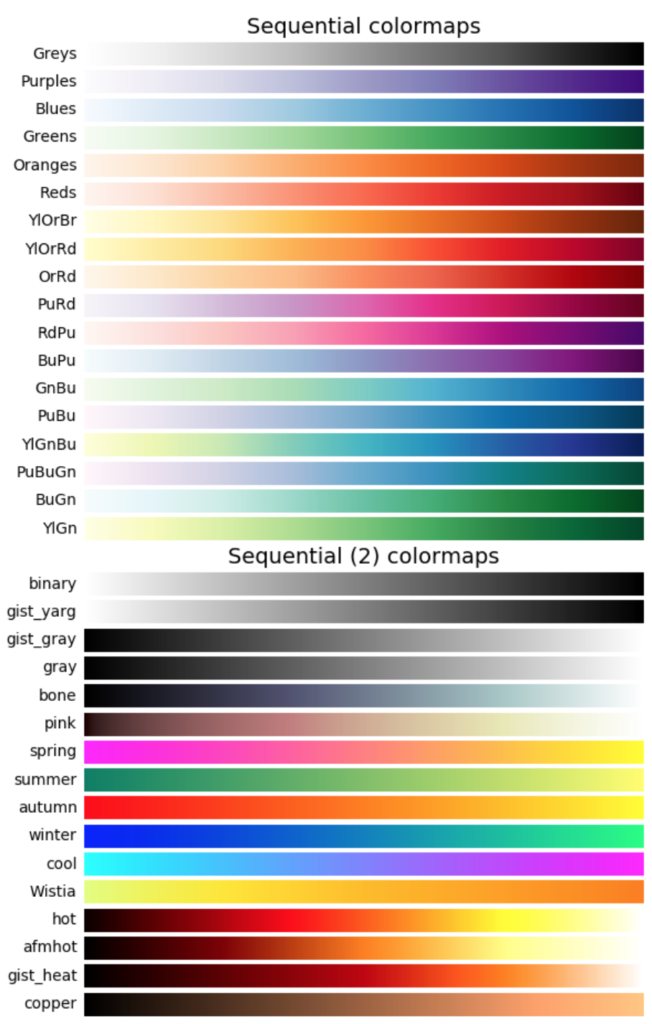 Sequential colormaps
Greys
Purples
Blues
Greens
Oranges
Reds
YlOrBr
YlOrRd
OrRd
PuRd
RdPu
BuPu
GnBu
PuBu
YlGnBu
PuBuGn
BuGn
YlGn
Sequential (2) colormaps
binary
gist_yarg
gist_gray
gray
bone
pink
spring
summer
autumn
winter
cool
Wistia
hot
afmhot
gist_heat
copper